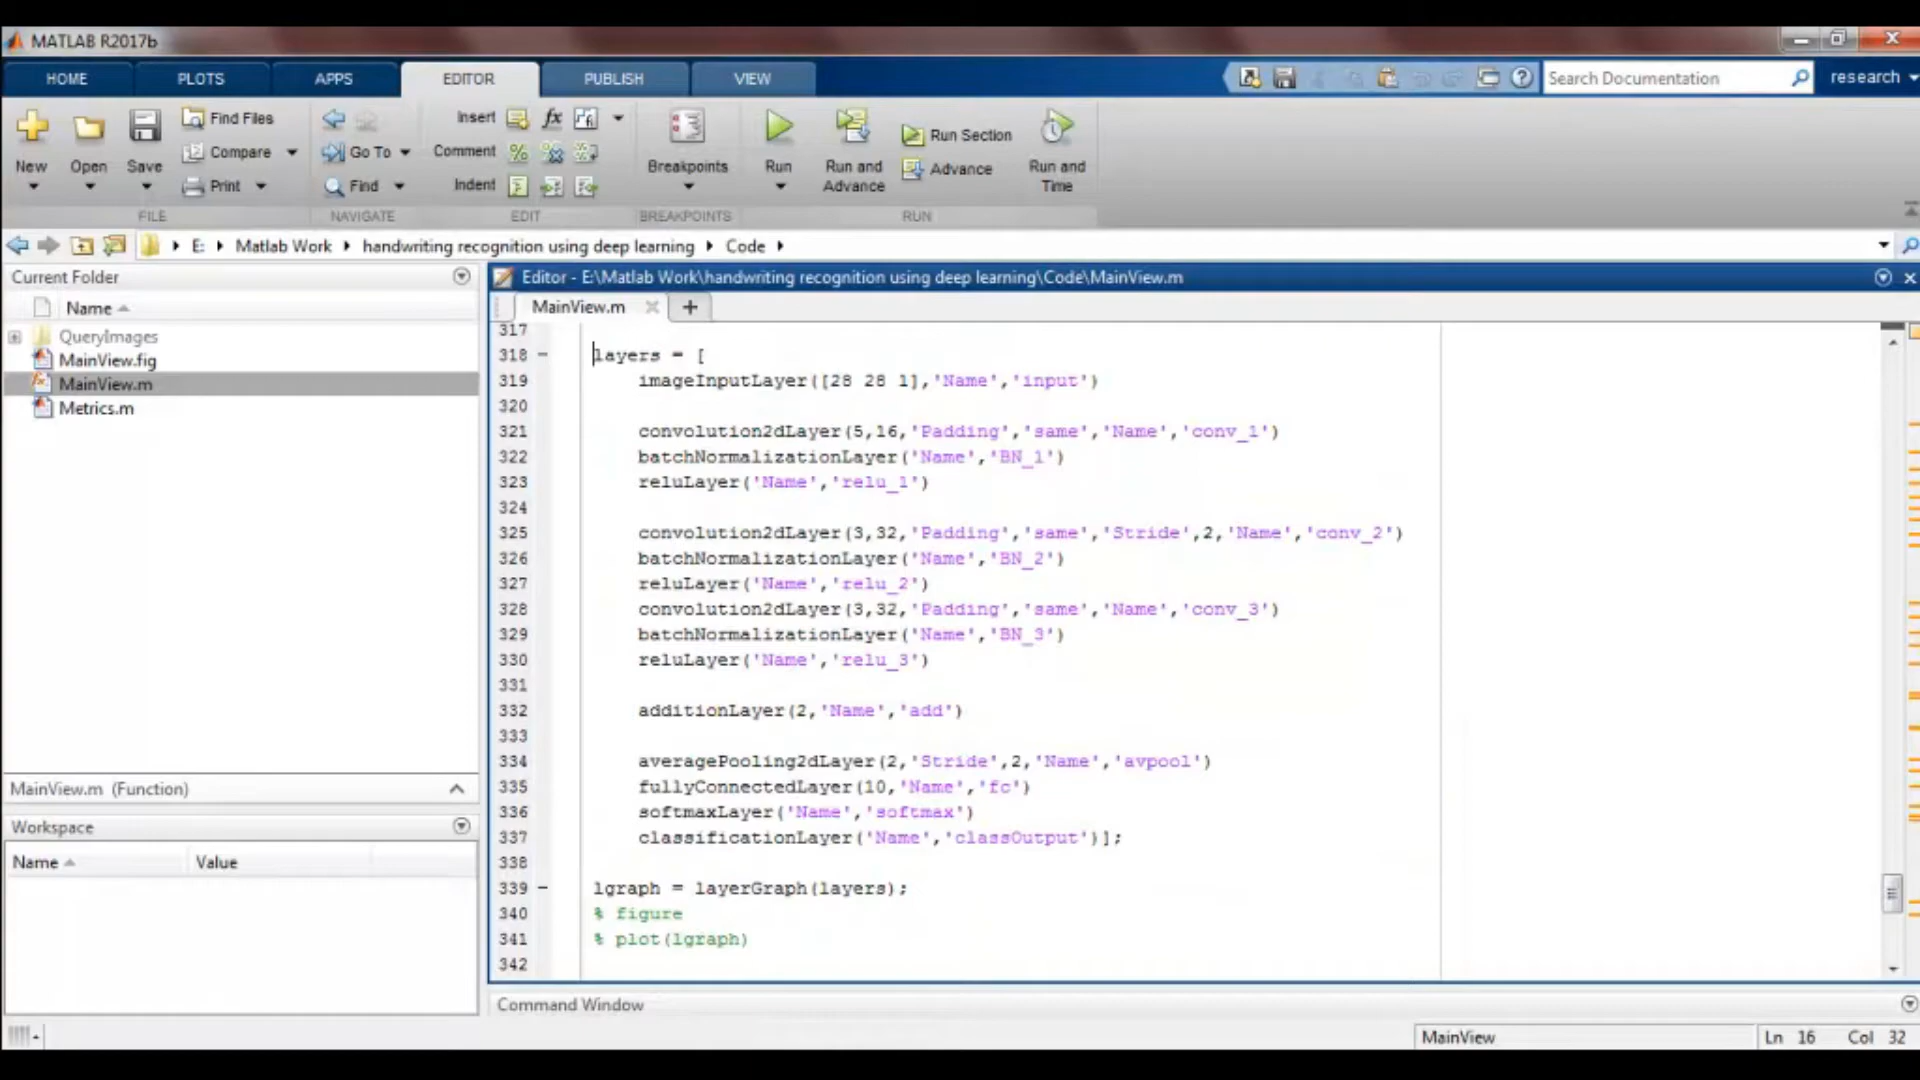 MATLAB R2017b
HOME PLOTS APPS EDITOR PUBLISH VIEW Search Documentation research
New Open Save Find Files Compare Print
Go To Find
Insert fx
Comment
Indent
Breakpoints Run Run and Advance Run Section Advance Run and Time
FILE NAVIGATE EDIT BREAKPOINTS RUN
E: Matlab Work handwriting recognition using deep learning Code
Current Folder
Name
QueryImages
MainView.fig
MainView.m
Metrics.m
MainView.m (Function)
Workspace
Name Value
Editor - E:\Matlab Work\handwriting recognition using deep learning\Code\MainView.m
MainView.m
317
318 layers = [
319 imageInputLayer([28 28 1],'Name','input')
320
321 convolution2dLayer(5,16,'Padding','same','Name','conv_1')
322 batchNormalizationLayer('Name','BN_1')
323 reluLayer('Name','relu_1')
324
325 convolution2dLayer(3,32,'Padding','same','Stride',2,'Name','conv_2')
326 batchNormalizationLayer('Name','BN_2')
327 reluLayer('Name','relu_2')
328 convolution2dLayer(3,32,'Padding','same','Name','conv_3')
329 batchNormalizationLayer('Name','BN_3')
330 reluLayer('Name','relu_3')
331
332 additionLayer(2,'Name','add')
333
334 averagePooling2dLayer(2,'Stride',2,'Name','avpool')
335 fullyConnectedLayer(10,'Name','fc')
336 softmaxLayer('Name','softmax')
337 classificationLayer('Name','classOutput')];
338
339 lgraph = layerGraph(layers);
340 % figure
341 % plot(lgraph)
342
Command Window
MainView Ln 16 Col 32